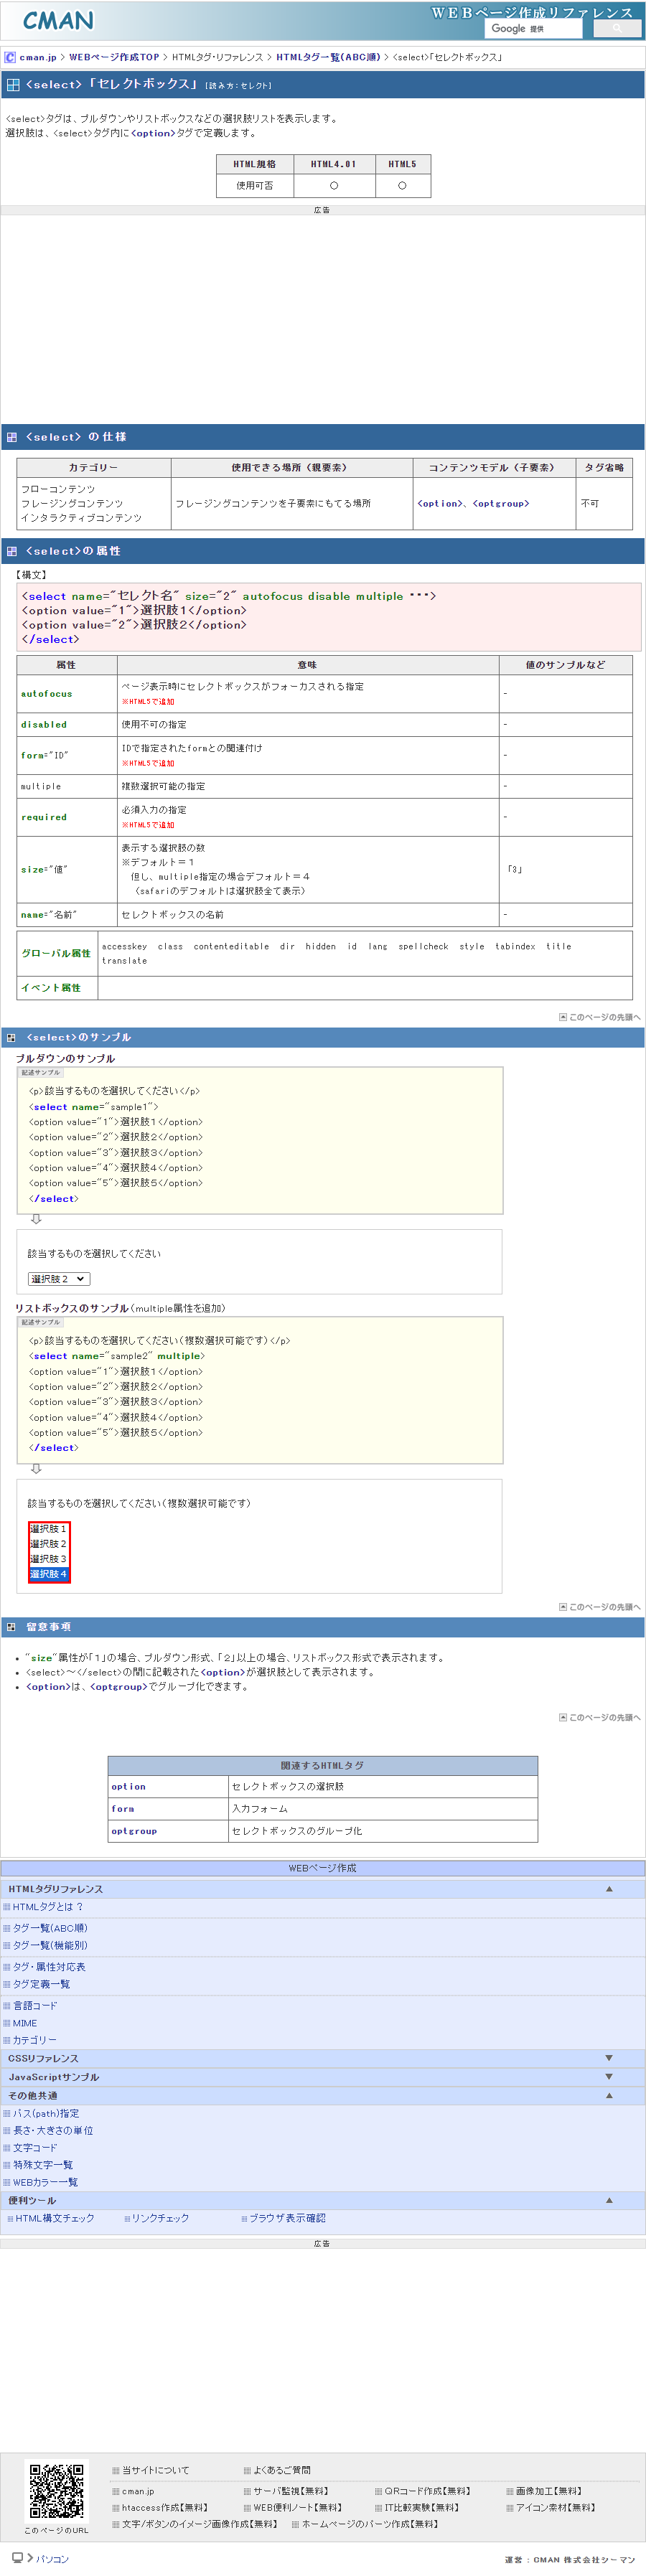 CMAN
WEBページ作成リファレンス
Google 提供
cman.jp > WEBページ作成TOP > HTMLタグ・リファレンス > HTMLタグ一覧(ABC順) > <select>「セレクトボックス」
<select> 「セレクトボックス」 [読み方：セレクト]
<select>タグは、プルダウンやリストボックスなどの選択肢リストを表示します。
選択肢は、<select>タグ内に<option>タグで定義します。
HTML規格 HTML4.01 HTML5
使用可否 ○ ○
広告
<select> の仕様
カテゴリー 使用できる場所（親要素） コンテンツモデル（子要素） タグ省略
フローコンテンツ
フレージングコンテンツ
インタラクティブコンテンツ
フレージングコンテンツを子要素にもてる場所
<option>、<optgroup>
不可
<select>の属性
【構文】
<select name="セレクト名" size="2" autofocus disable multiple ･･･>
<option value="1">選択肢１</option>
<option value="2">選択肢２</option>
</select>
属性 意味 値のサンプルなど
autofocus ページ表示時にセレクトボックスがフォーカスされる指定 -
※HTML5で追加
disabled 使用不可の指定 -
form="ID" IDで指定されたformとの関連付け -
※HTML5で追加
multiple 複数選択可能の指定 -
required 必須入力の指定 -
※HTML5で追加
size="値" 表示する選択肢の数 「3」
※デフォルト＝１
但し、multiple指定の場合デフォルト＝４
（safariのデフォルトは選択肢全て表示）
name="名前" セレクトボックスの名前 -
グローバル属性 accesskey class contenteditable dir hidden id lang spellcheck style tabindex title
translate
イベント属性
このページの先頭へ
<select>のサンプル
プルダウンのサンプル
記述サンプル
<p>該当するものを選択してください</p>
<select name="sample1">
<option value="1">選択肢１</option>
<option value="2">選択肢２</option>
<option value="3">選択肢３</option>
<option value="4">選択肢４</option>
<option value="5">選択肢５</option>
</select>
該当するものを選択してください
選択肢２
リストボックスのサンプル（multiple属性を追加）
記述サンプル
<p>該当するものを選択してください（複数選択可能です）</p>
<select name="sample2" multiple>
<option value="1">選択肢１</option>
<option value="2">選択肢２</option>
<option value="3">選択肢３</option>
<option value="4">選択肢４</option>
<option value="5">選択肢５</option>
</select>
該当するものを選択してください（複数選択可能です）
選択肢１
選択肢２
選択肢３
選択肢４
このページの先頭へ
留意事項
• "size"属性が「１」の場合、プルダウン形式、「２」以上の場合、リストボックス形式で表示されます。
• <select>～</select>の間に記載された<option>が選択肢として表示されます。
• <option>は、<optgroup>でグループ化できます。
このページの先頭へ
関連するHTMLタグ
option セレクトボックスの選択肢
form 入力フォーム
optgroup セレクトボックスのグループ化
WEBページ作成
HTMLタグリファレンス ▲
HTMLタグとは？
タグ一覧(ABC順)
タグ一覧(機能別)
タグ・属性対応表
タグ定義一覧
言語コード
MIME
カテゴリー
CSSリファレンス ▼
JavaScriptサンプル ▼
その他共通 ▲
パス(path)指定
長さ・大きさの単位
文字コード
特殊文字一覧
WEBカラー一覧
便利ツール ▲
HTML構文チェック リンクチェック ブラウザ表示確認
広告
当サイトについて よくあるご質問
cman.jp サーバ監視【無料】 QRコード作成【無料】 画像加工【無料】
htaccess作成【無料】 WEB便利ノート【無料】 IT比較実験【無料】 アイコン素材【無料】
文字/ボタンのイメージ画像作成【無料】 ホームページのパーツ作成【無料】
このページのURL
パソコン
運営：CMAN 株式会社シーマン